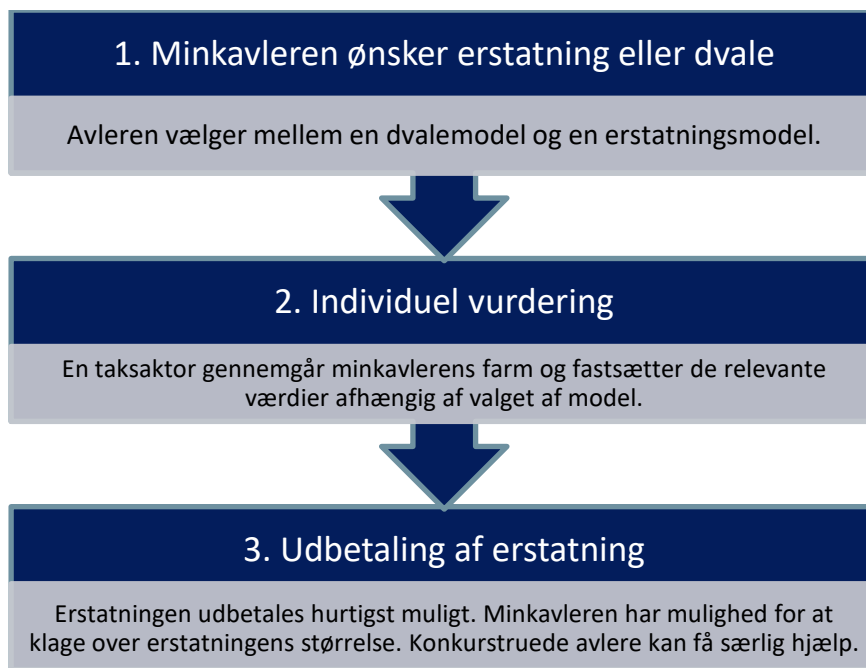 1. Minkavleren ønsker erstatning eller dvale
Avleren vælger mellem en dvalemodel og en erstatningsmodel.
2. Individuel vurdering
En taksaktor gennemgår minkavlerens farm og fastsætter de relevante
værdier afhængig af valget af model.
3. Udbetaling af erstatning
Erstatningen udbetales hurtigst muligt. Minkavleren har mulighed for at
klage over erstatningens størrelse. Konkurstruede avlere kan få særlig hjælp.